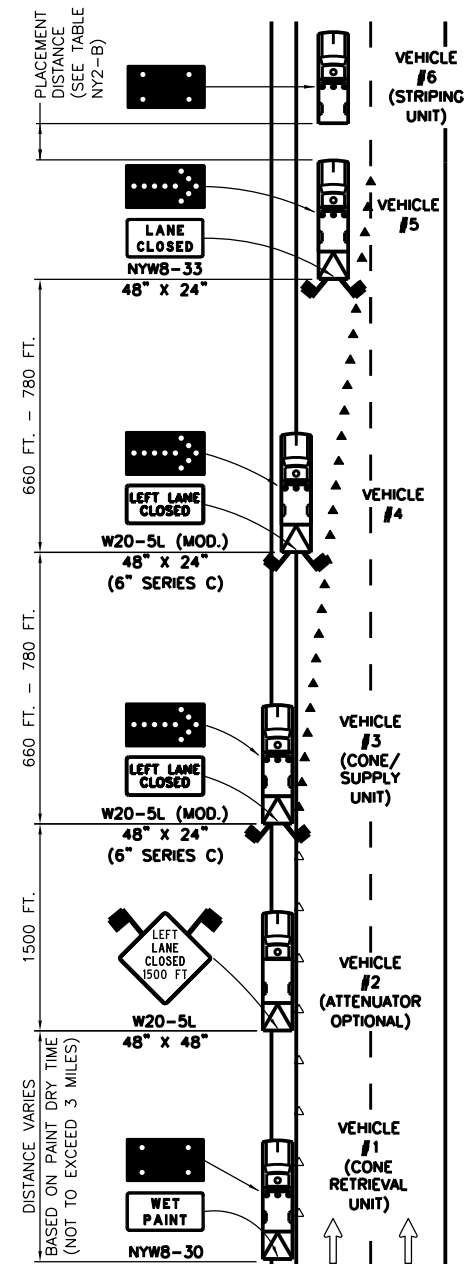 PLACEMENT
DISTANCE
(SEE TABLE
NY2-B)
VEHICLE
#6
(STRIPING
UNIT)
VEHICLE
#5
LANE
CLOSED
NYW8-33
48" X 24"
660 FT. - 780 FT.
VEHICLE
#4
LEFT LANE
CLOSED
W20-5L (MOD.)
48" X 24"
(6" SERIES C)
660 FT. - 780 FT.
VEHICLE
#3
(CONE/
SUPPLY
UNIT)
LEFT LANE
CLOSED
W20-5L (MOD.)
48" X 24"
(6" SERIES C)
1500 FT.
LEFT
LANE
CLOSED
1500 FT
W20-5L
48" X 48"
VEHICLE
#2
(ATTENUATOR
OPTIONAL)
DISTANCE VARIES
BASED ON PAINT DRY TIME
(NOT TO EXCEED 3 MILES)
VEHICLE
#1
(CONE
RETRIEVAL
UNIT)
WET
PAINT
NYW8-30